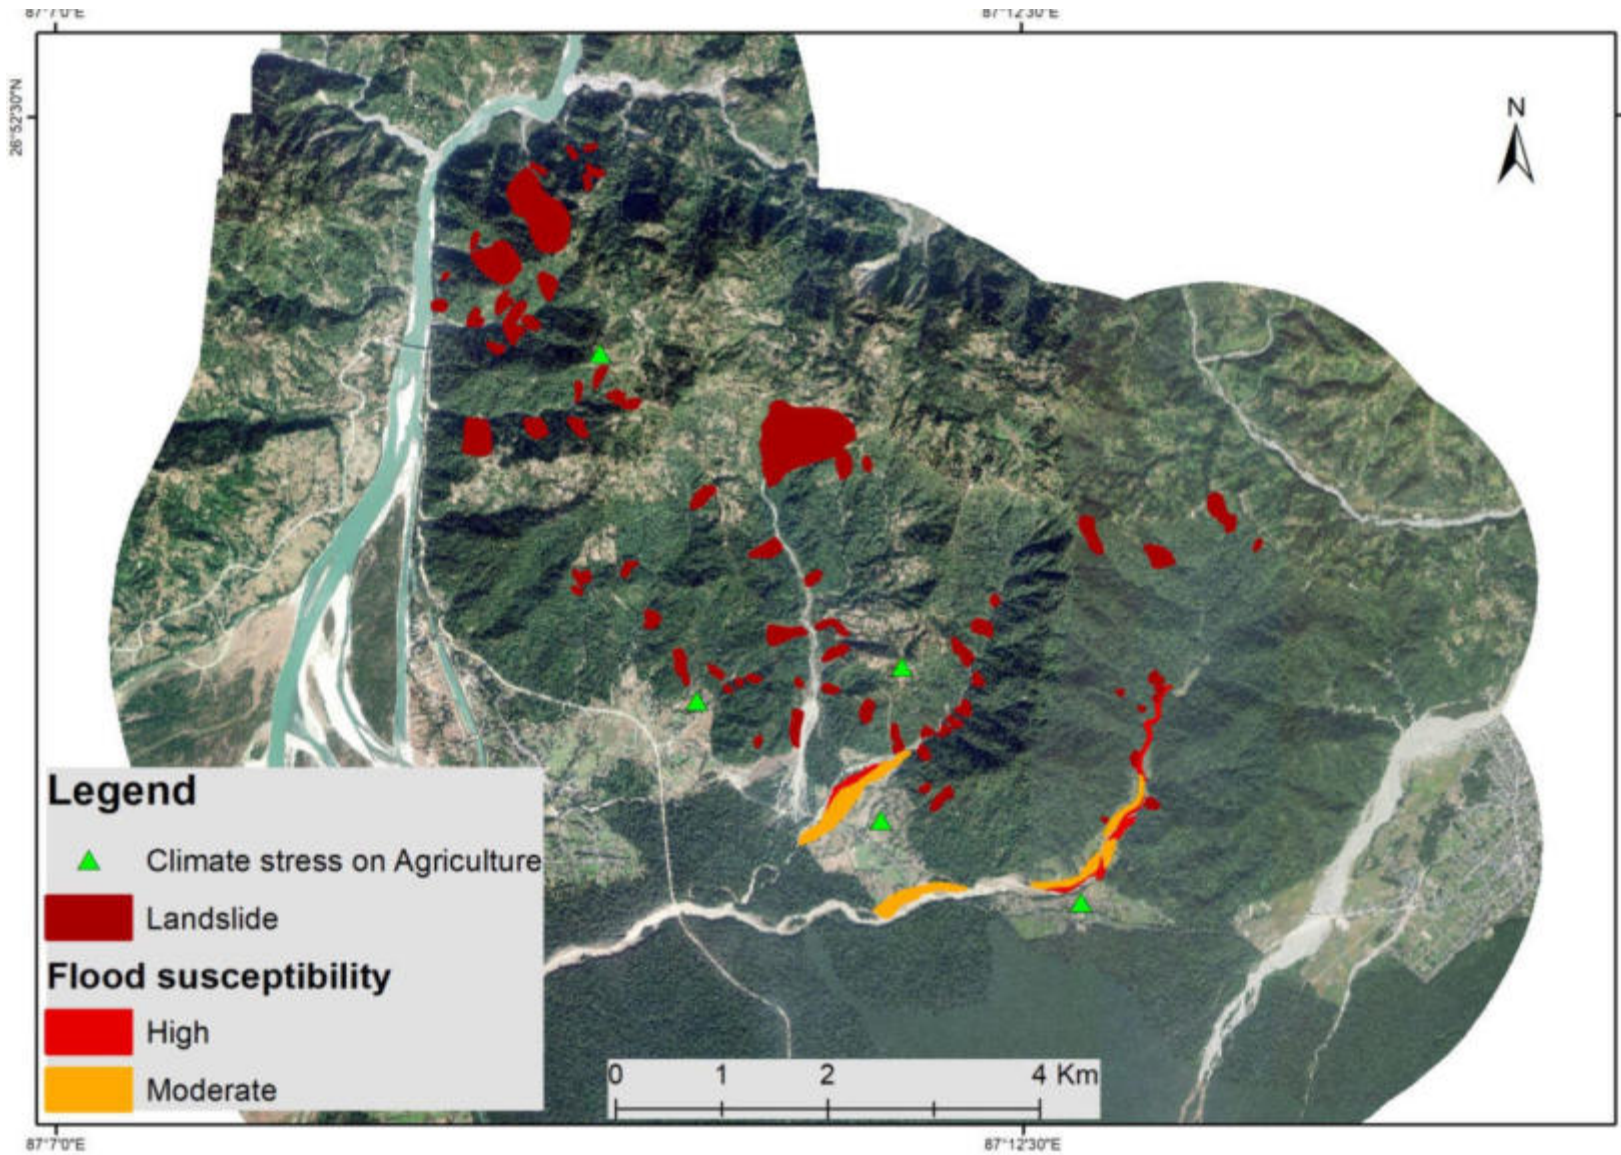 87°7'0"E
87°12'30"E
26°52'30"N
N
Legend
Climate stress on Agriculture
Landslide
Flood susceptibility
High
Moderate
0 1 2 4 Km
87°7'0"E
87°12'30"E